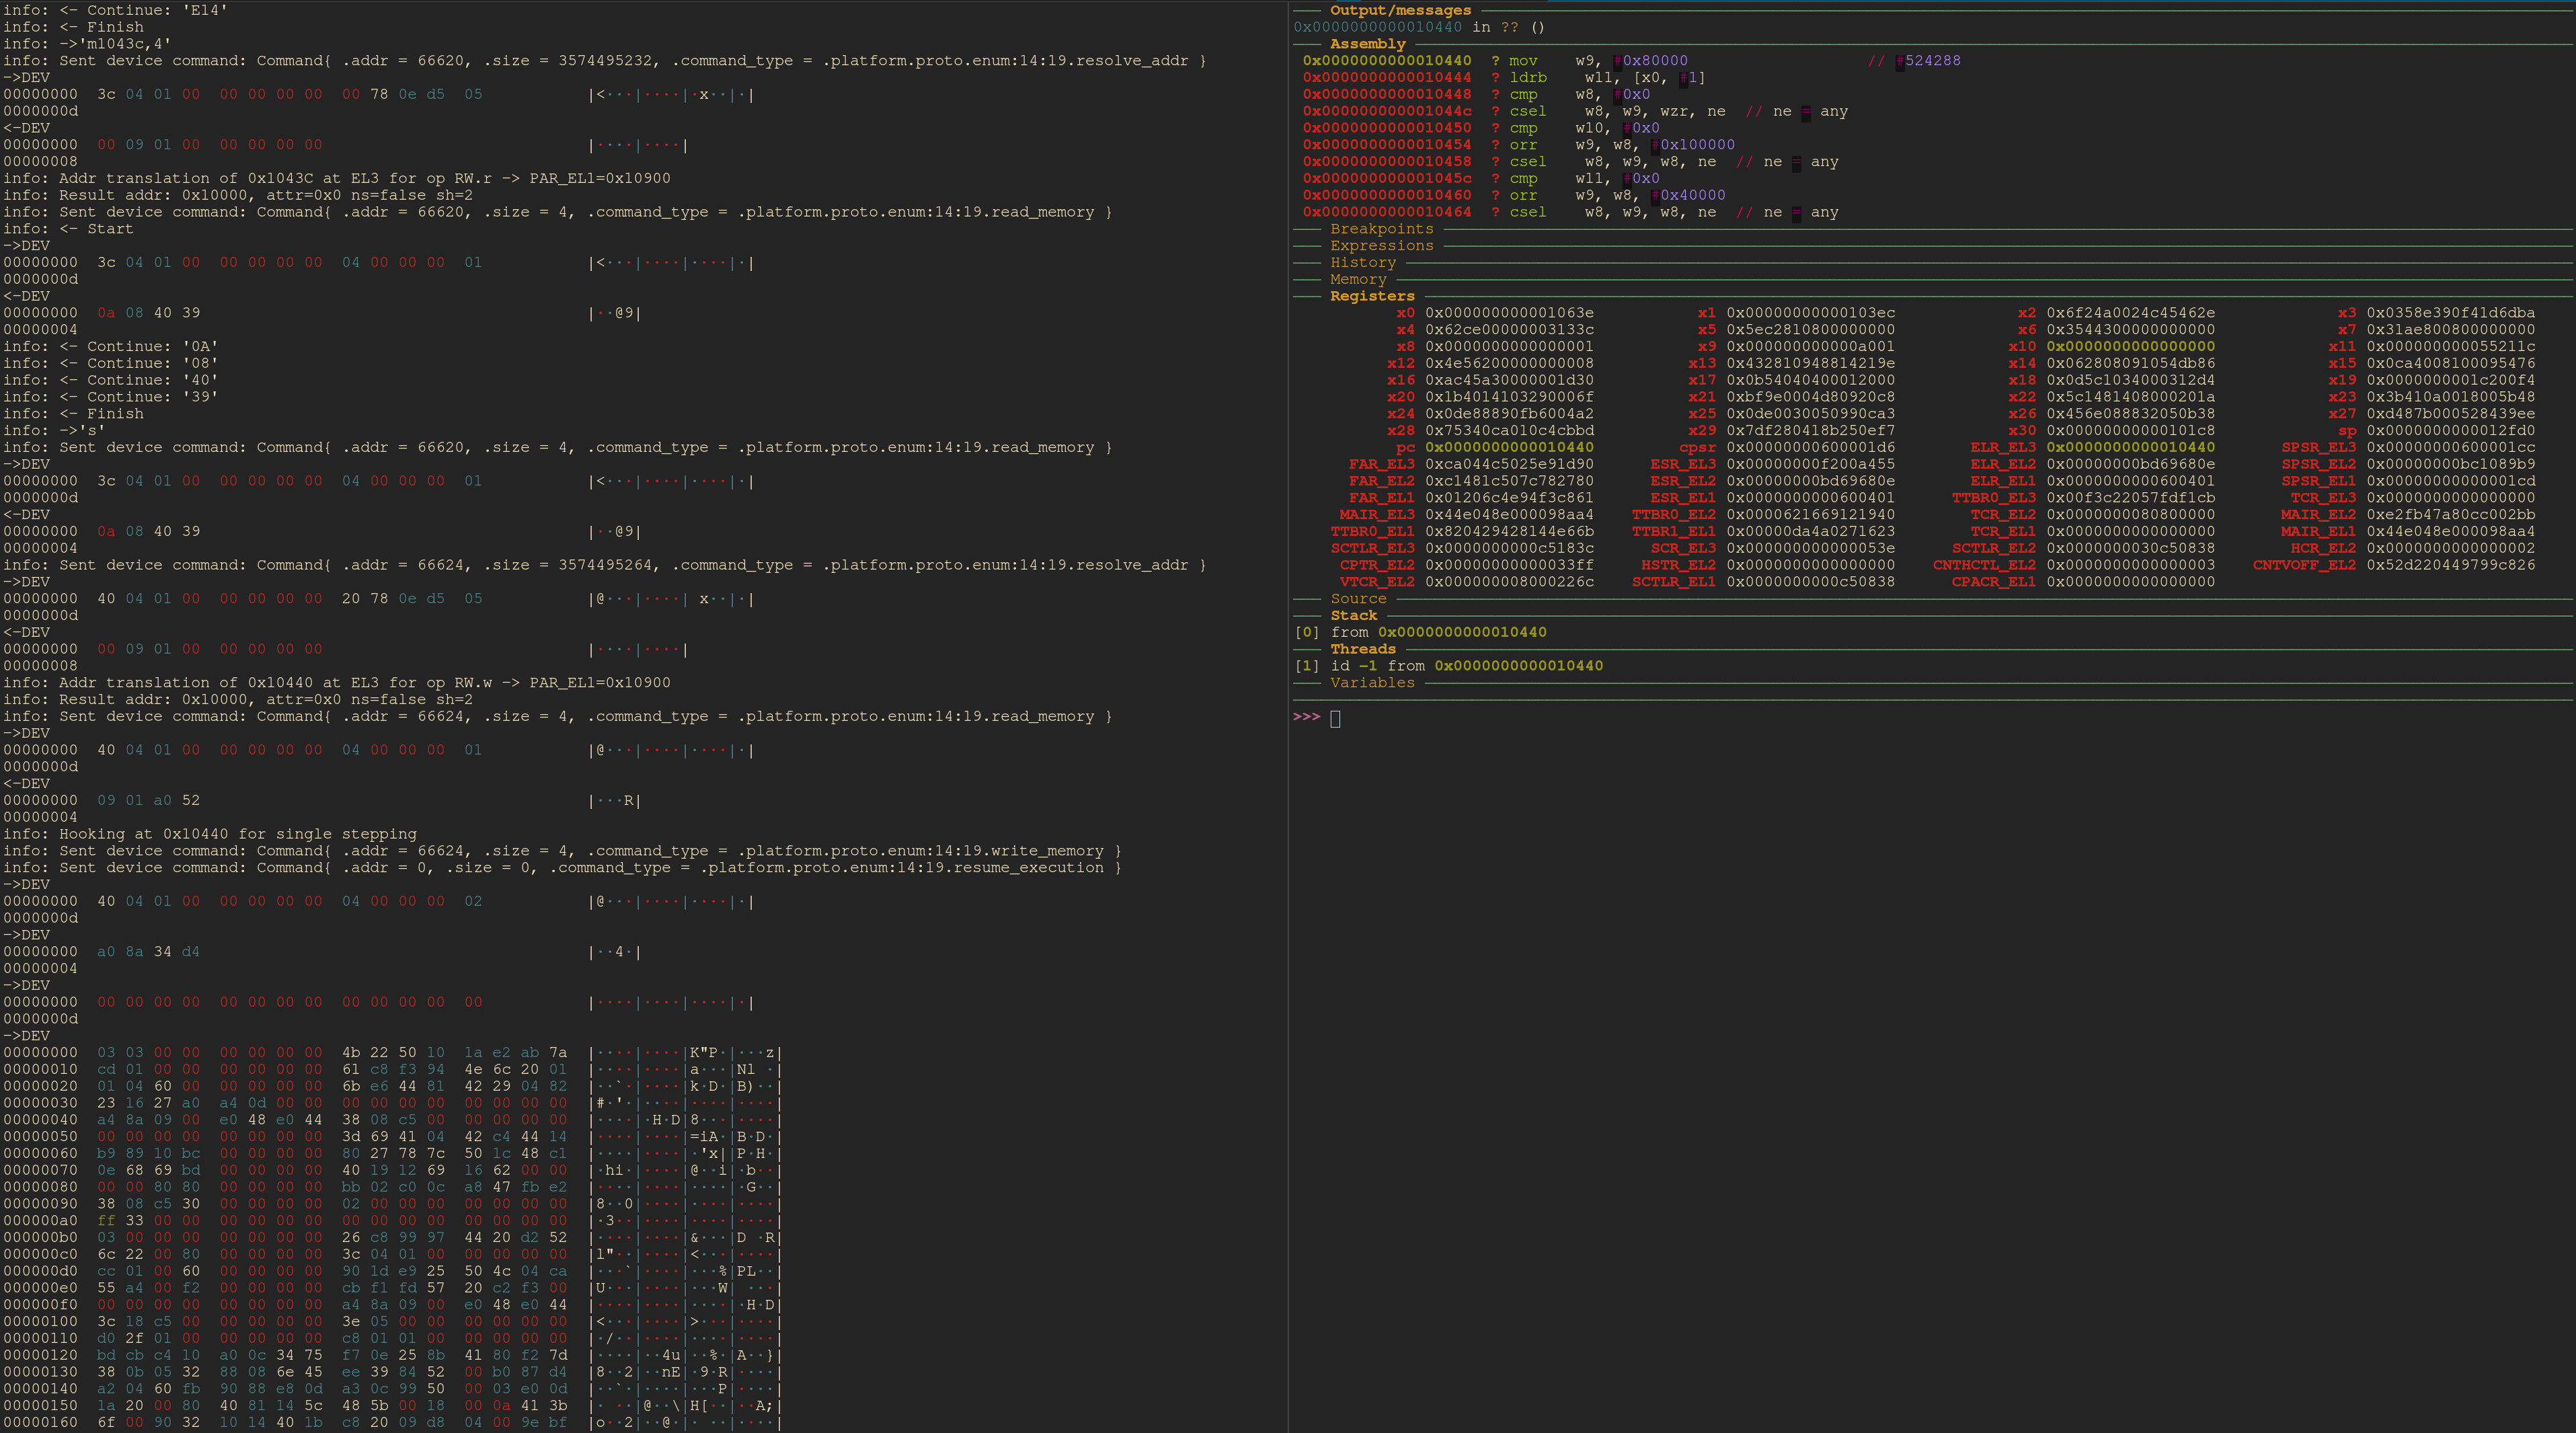 info: <- Continue: 'E14'
info: <- Finish
info: ->'m1043c,4'
info: Sent device command: Command{ .addr = 66620, .size = 3574495232, .command_type = .platform.proto.enum:14:19.resolve_addr }
->DEV
00000000  3c 04 01 00  00 00 00 00  00 78 0e d5  05  |<···|····|·x··|·|
0000000d
<-DEV
00000000  00 09 01 00  00 00 00 00  |····|····|
00000008
info: Addr translation of 0x1043C at EL3 for op RW.r -> PAR_EL1=0x10900
info: Result addr: 0x10000, attr=0x0 ns=false sh=2
info: Sent device command: Command{ .addr = 66620, .size = 4, .command_type = .platform.proto.enum:14:19.read_memory }
info: <- Start
->DEV
00000000  3c 04 01 00  00 00 00 00  04 00 00 00  01  |<···|····|····|·|
0000000d
<-DEV
00000000  0a 08 40 39  |··@9|
00000004
info: <- Continue: '0A'
info: <- Continue: '08'
info: <- Continue: '40'
info: <- Continue: '39'
info: <- Finish
info: ->'s'
info: Sent device command: Command{ .addr = 66620, .size = 4, .command_type = .platform.proto.enum:14:19.read_memory }
->DEV
00000000  3c 04 01 00  00 00 00 00  04 00 00 00  01  |<···|····|····|·|
0000000d
<-DEV
00000000  0a 08 40 39  |··@9|
00000004
info: Sent device command: Command{ .addr = 66624, .size = 3574495264, .command_type = .platform.proto.enum:14:19.resolve_addr }
->DEV
00000000  40 04 01 00  00 00 00 00  20 78 0e d5  05  |@···|····| x··|·|
0000000d
<-DEV
00000000  00 09 01 00  00 00 00 00  |····|····|
00000008
info: Addr translation of 0x10440 at EL3 for op RW.w -> PAR_EL1=0x10900
info: Result addr: 0x10000, attr=0x0 ns=false sh=2
info: Sent device command: Command{ .addr = 66624, .size = 4, .command_type = .platform.proto.enum:14:19.read_memory }
->DEV
00000000  40 04 01 00  00 00 00 00  04 00 00 00  01  |@···|····|····|·|
0000000d
<-DEV
00000000  09 01 a0 52  |···R|
00000004
info: Hooking at 0x10440 for single stepping
info: Sent device command: Command{ .addr = 66624, .size = 4, .command_type = .platform.proto.enum:14:19.write_memory }
info: Sent device command: Command{ .addr = 0, .size = 0, .command_type = .platform.proto.enum:14:19.resume_execution }
->DEV
00000000  40 04 01 00  00 00 00 00  04 00 00 00  02  |@···|····|····|·|
0000000d
->DEV
00000000  a0 8a 34 d4  |··4·|
00000004
->DEV
00000000  00 00 00 00  00 00 00 00  00 00 00 00  00  |····|····|····|·|
0000000d
->DEV
00000000  03 03 00 00  00 00 00 00  4b 22 50 10  1a e2 ab 7a  |····|····|K"P·|···z|
00000010  cd 01 00 00  00 00 00 00  61 c8 f3 94  4e 6c 20 01  |····|····|a···|Nl ·|
00000020  01 04 60 00  00 00 00 00  6b e6 44 81  42 29 04 82  |··`·|····|k·D·|B)··|
00000030  23 16 27 a0  a4 0d 00 00  00 00 00 00  00 00 00 00  |#·'·|····|····|····|
00000040  a4 8a 09 00  e0 48 e0 44  38 08 c5 00  00 00 00 00  |····|·H·D|8···|····|
00000050  00 00 00 00  00 00 00 00  3d 69 41 04  42 c4 44 14  |····|····|=iA·|B·D·|
00000060  b9 89 10 bc  00 00 00 00  80 27 78 7c  50 1c 48 c1  |····|····|·'x||P·H·|
00000070  0e 68 69 bd  00 00 00 00  40 19 12 69  16 62 00 00  |·hi·|····|@··i|·b··|
00000080  00 00 80 80  00 00 00 00  bb 02 c0 0c  a8 47 fb e2  |····|····|····|·G··|
00000090  38 08 c5 30  00 00 00 00  02 00 00 00  00 00 00 00  |8··0|····|····|····|
000000a0  ff 33 00 00  00 00 00 00  00 00 00 00  00 00 00 00  |·3··|····|····|····|
000000b0  03 00 00 00  00 00 00 00  26 c8 99 97  44 20 d2 52  |····|····|&···|D ·R|
000000c0  6c 22 00 80  00 00 00 00  3c 04 01 00  00 00 00 00  |l"··|····|<···|····|
000000d0  cc 01 00 60  00 00 00 00  90 1d e9 25  50 4c 04 ca  |···`|····|···%|PL··|
000000e0  55 a4 00 f2  00 00 00 00  cb f1 fd 57  20 c2 f3 00  |U···|····|···W| ···|
000000f0  00 00 00 00  00 00 00 00  a4 8a 09 00  e0 48 e0 44  |····|····|····|·H·D|
00000100  3c 18 c5 00  00 00 00 00  3e 05 00 00  00 00 00 00  |<···|····|>···|····|
00000110  d0 2f 01 00  00 00 00 00  c8 01 01 00  00 00 00 00  |·/··|····|····|····|
00000120  bd cb c4 10  a0 0c 34 75  f7 0e 25 8b  41 80 f2 7d  |····|··4u|··%·|A··}|
00000130  38 0b 05 32  88 08 6e 45  ee 39 84 52  00 b0 87 d4  |8··2|··nE|·9·R|····|
00000140  a2 04 60 fb  90 88 e8 0d  a3 0c 99 50  00 03 e0 0d  |··`·|····|···P|····|
00000150  1a 20 00 80  40 81 14 5c  48 5b 00 18  00 0a 41 3b  |· ··|@··\|H[··|··A;|
00000160  6f 00 90 32  10 14 40 1b  c8 20 09 d8  04 00 9e bf  |o··2|··@·|· ··|····|
Output/messages
0x0000000000010440 in ?? ()
Assembly
0x0000000000010440  ? mov    w9, #0x80000    // #524288
0x0000000000010444  ? ldrb    w11, [x0, #1]
0x0000000000010448  ? cmp    w8, #0x0
0x000000000001044c  ? csel    w8, w9, wzr, ne  // ne = any
0x0000000000010450  ? cmp    w10, #0x0
0x0000000000010454  ? orr    w9, w8, #0x100000
0x0000000000010458  ? csel    w8, w9, w8, ne  // ne = any
0x000000000001045c  ? cmp    w11, #0x0
0x0000000000010460  ? orr    w9, w8, #0x40000
0x0000000000010464  ? csel    w8, w9, w8, ne  // ne = any
Breakpoints
Expressions
History
Memory
Registers
x0 0x000000000001063e  x1 0x00000000000103ec  x2 0x6f24a0024c45462e  x3 0x0358e390f41d6dba
x4 0x62ce00000003133c  x5 0x5ec2810800000000  x6 0x3544300000000000  x7 0x31ae800800000000
x8 0x0000000000000001  x9 0x000000000000a001  x10 0x0000000000000000  x11 0x000000000055211c
x12 0x4e56200000000008  x13 0x432810948814219e  x14 0x062808091054db86  x15 0x0ca4008100095476
x16 0xac45a30000001d30  x17 0x0b54040400012000  x18 0x0d5c1034000312d4  x19 0x0000000001c200f4
x20 0x1b4014103290006f  x21 0xbf9e0004d80920c8  x22 0x5c1481408000201a  x23 0x3b410a0018005b48
x24 0x0de88890fb6004a2  x25 0x0de0030050990ca3  x26 0x456e088832050b38  x27 0xd487b000528439ee
x28 0x75340ca010c4cbbd  x29 0x7df280418b250ef7  x30 0x00000000000101c8  sp 0x0000000000012fd0
pc 0x0000000000010440  cpsr 0x00000000600001d6  ELR_EL3 0x0000000000010440  SPSR_EL3 0x00000000600001cc
FAR_EL3 0xca044c5025e91d90  ESR_EL3 0x00000000f200a455  ELR_EL2 0x00000000bd69680e  SPSR_EL2 0x00000000bc1089b9
FAR_EL2 0xc1481c507c782780  ESR_EL2 0x00000000bd69680e  ELR_EL1 0x0000000000600401  SPSR_EL1 0x00000000000001cd
FAR_EL1 0x01206c4e94f3c861  ESR_EL1 0x0000000000600401  TTBR0_EL3 0x00f3c22057fdf1cb  TCR_EL3 0x0000000000000000
MAIR_EL3 0x44e048e000098aa4  TTBR0_EL2 0x0000621669121940  TCR_EL2 0x0000000080800000  MAIR_EL2 0xe2fb47a80cc002bb
TTBR0_EL1 0x820429428144e66b  TTBR1_EL1 0x00000da4a0271623  TCR_EL1 0x0000000000000000  MAIR_EL1 0x44e048e000098aa4
SCTLR_EL3 0x0000000000c5183c  SCR_EL3 0x000000000000053e  SCTLR_EL2 0x0000000030c50838  HCR_EL2 0x0000000000000002
CPTR_EL2 0x00000000000033ff  HSTR_EL2 0x0000000000000000  CNTHCTL_EL2 0x0000000000000003  CNTVOFF_EL2 0x52d220449799c826
VTCR_EL2 0x000000008000226c  SCTLR_EL1 0x0000000000c50838  CPACR_EL1 0x0000000000000000
Source
Stack
[0] from 0x0000000000010440
Threads
[1] id -1 from 0x0000000000010440
Variables
>>>